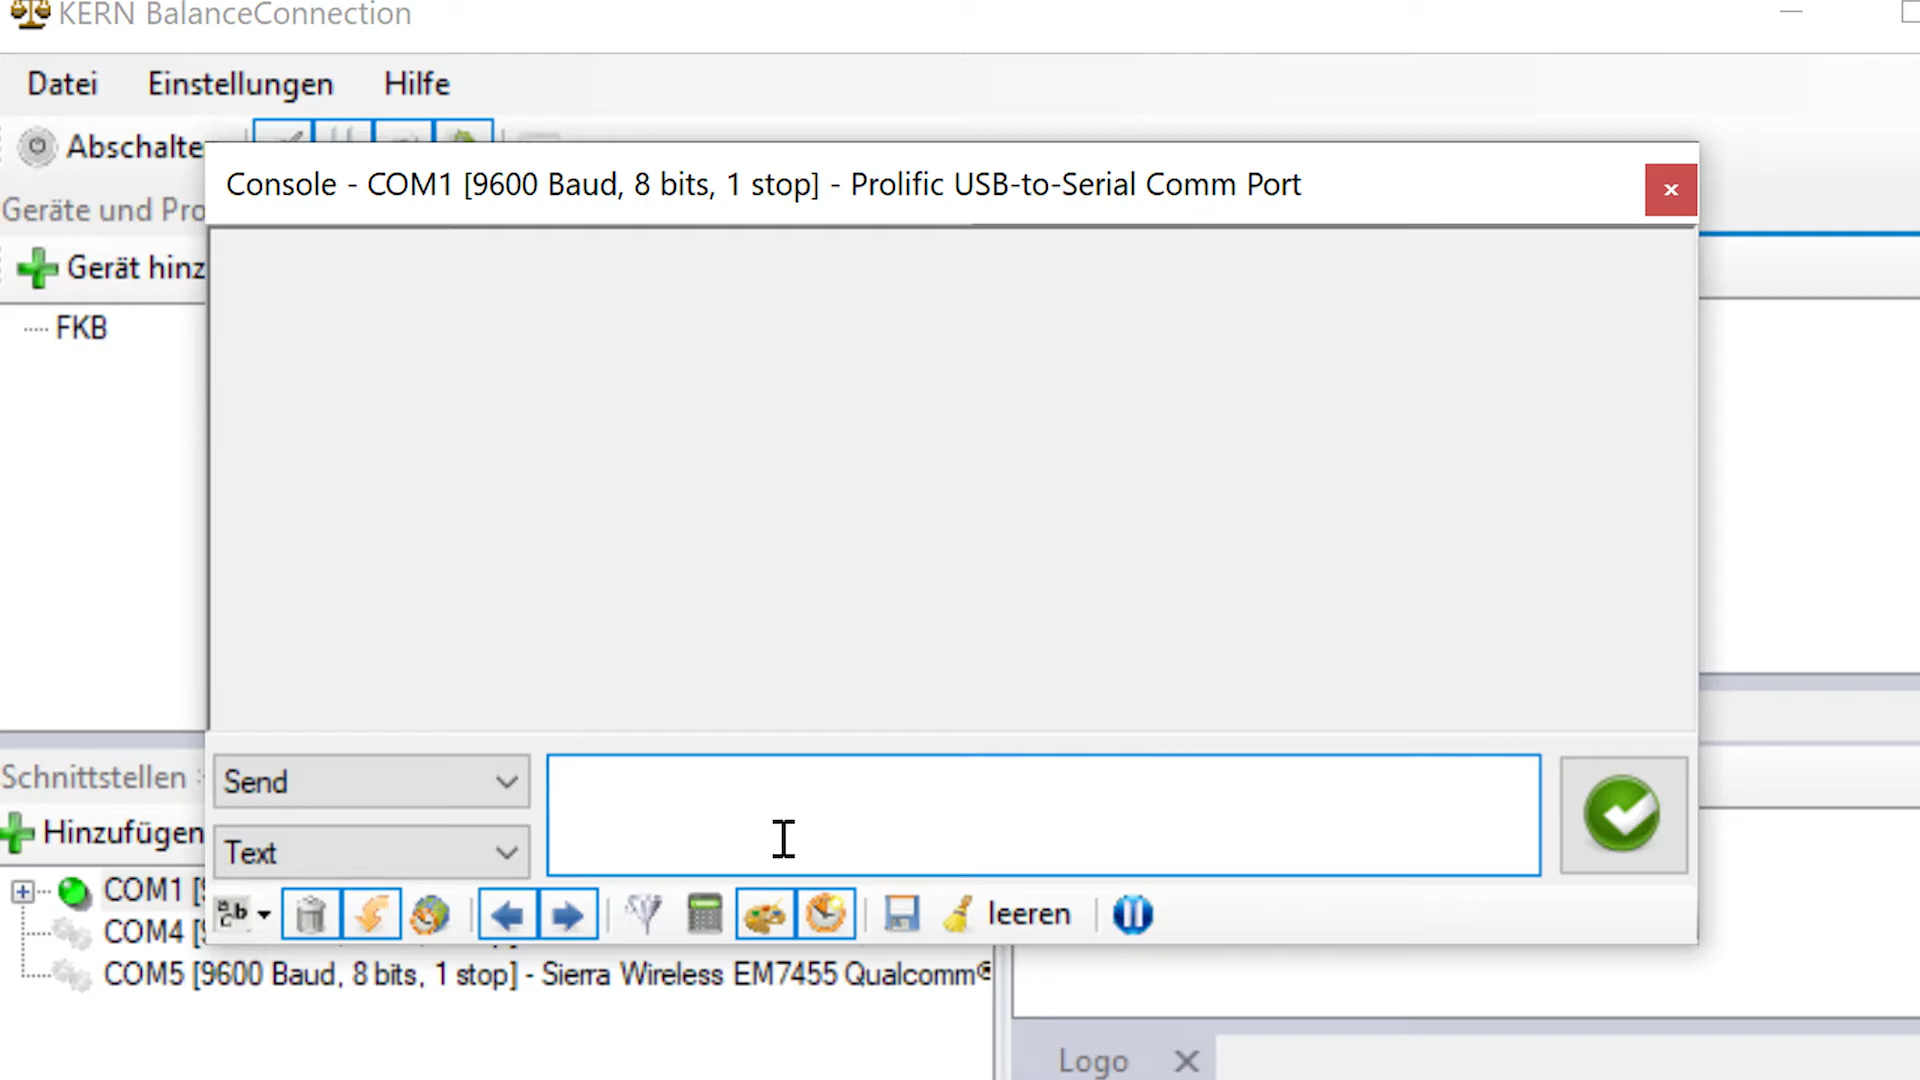 KERN BalanceConnection
Datei Einstellungen Hilfe
Abschalte
Console - COM1 [9600 Baud, 8 bits, 1 stop] - Prolific USB-to-Serial Comm Port
Geräte und Pro
Gerät hinz
FKB
Schnittstellen
Send
Hinzufügen
Text
COM1 [
leeren
COM4 [
COM5 [9600 Baud, 8 bits, 1 stop] - Sierra Wireless EM7455 Qualcomm®
Logo